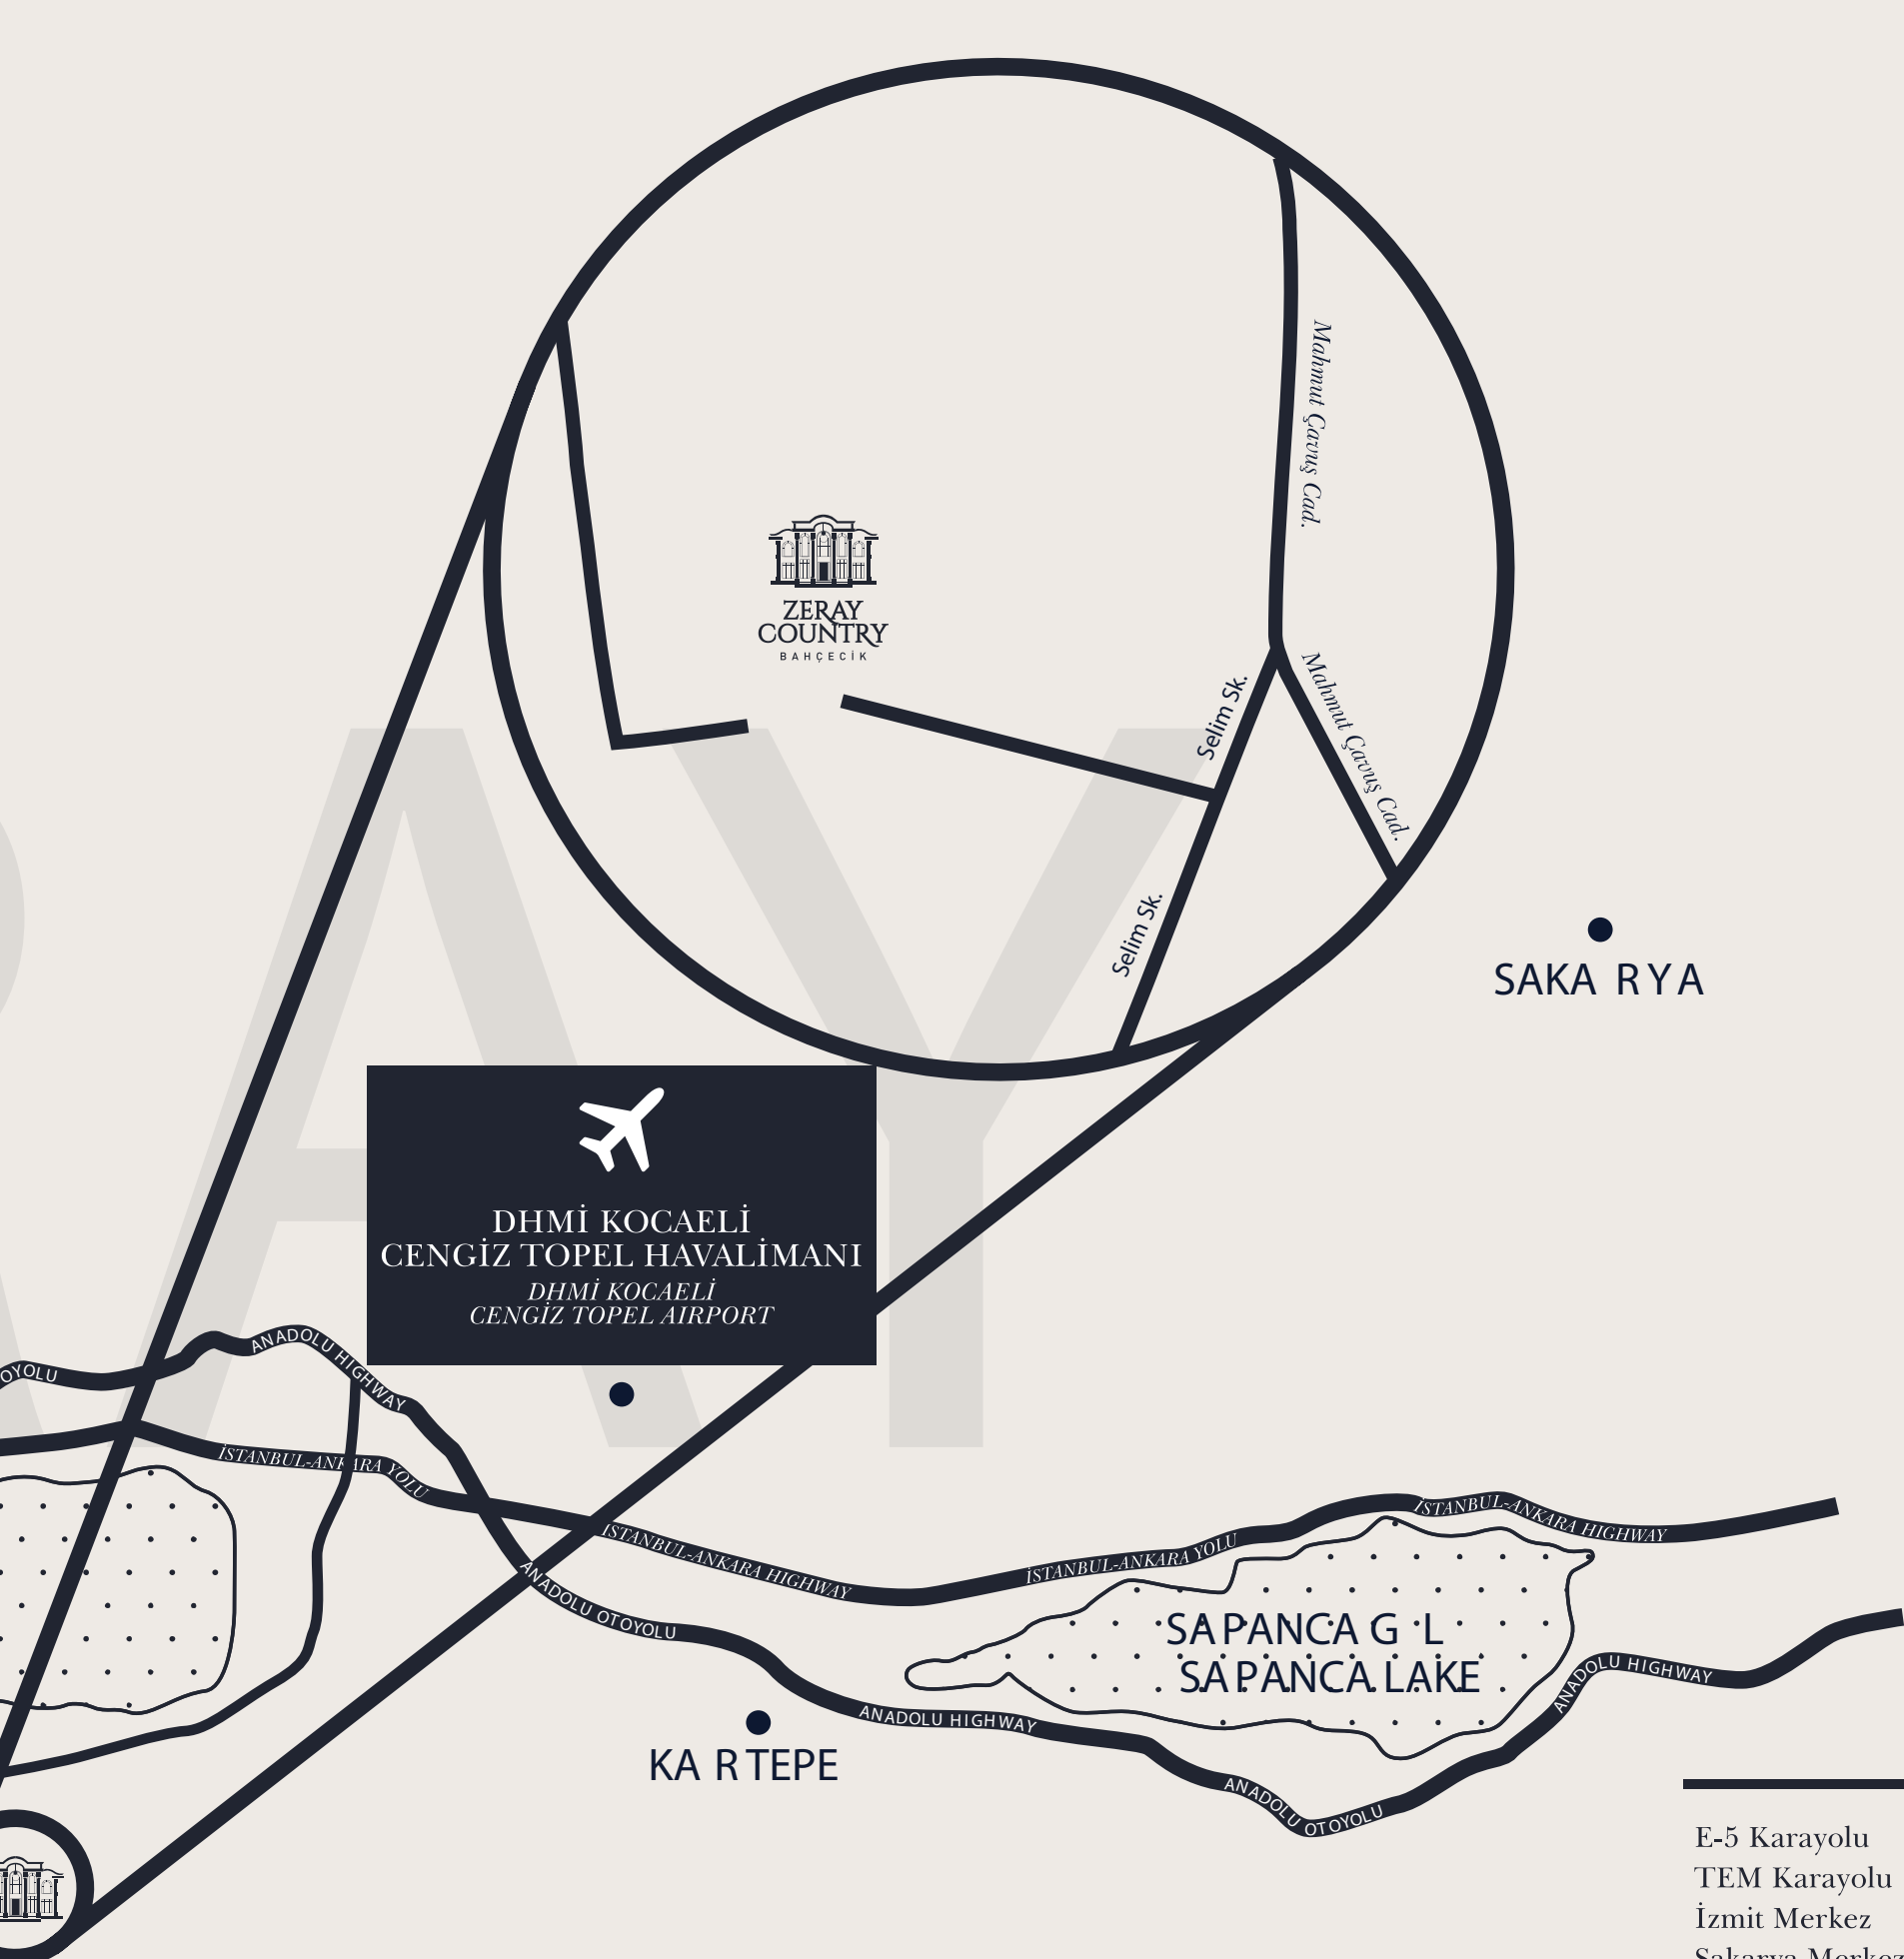 Mahmut Çavuş Cad.
ZERAY
COUNTRY
BAHÇECİK
Selim Sk.
Mahmut Çavuş Cad.
Selim Sk.
SAKA RYA
DHMİ KOCAELİ
CENGİZ TOPEL HAVALİMANI
DHMİ KOCAELİ
CENGİZ TOPEL AIRPORT
OYOLU
ANADOLU HIGHWAY
İSTANBUL-ANKARA YOLU
İSTANBUL-ANKARA HIGHWAY
İSTANBUL-ANKARA YOLU
İSTANBUL-ANKARA HIGHWAY
ANADOLU OTOYOLU
SAPANCA G L
SAPANCA LAKE
ANADOLU HIGHWAY
ANADOLU HIGHWAY
KA RTEPE
ANADOLU OTOYOLU
E-5 Karayolu
TEM Karayolu
İzmit Merkez
Sakarya Merkez
AY